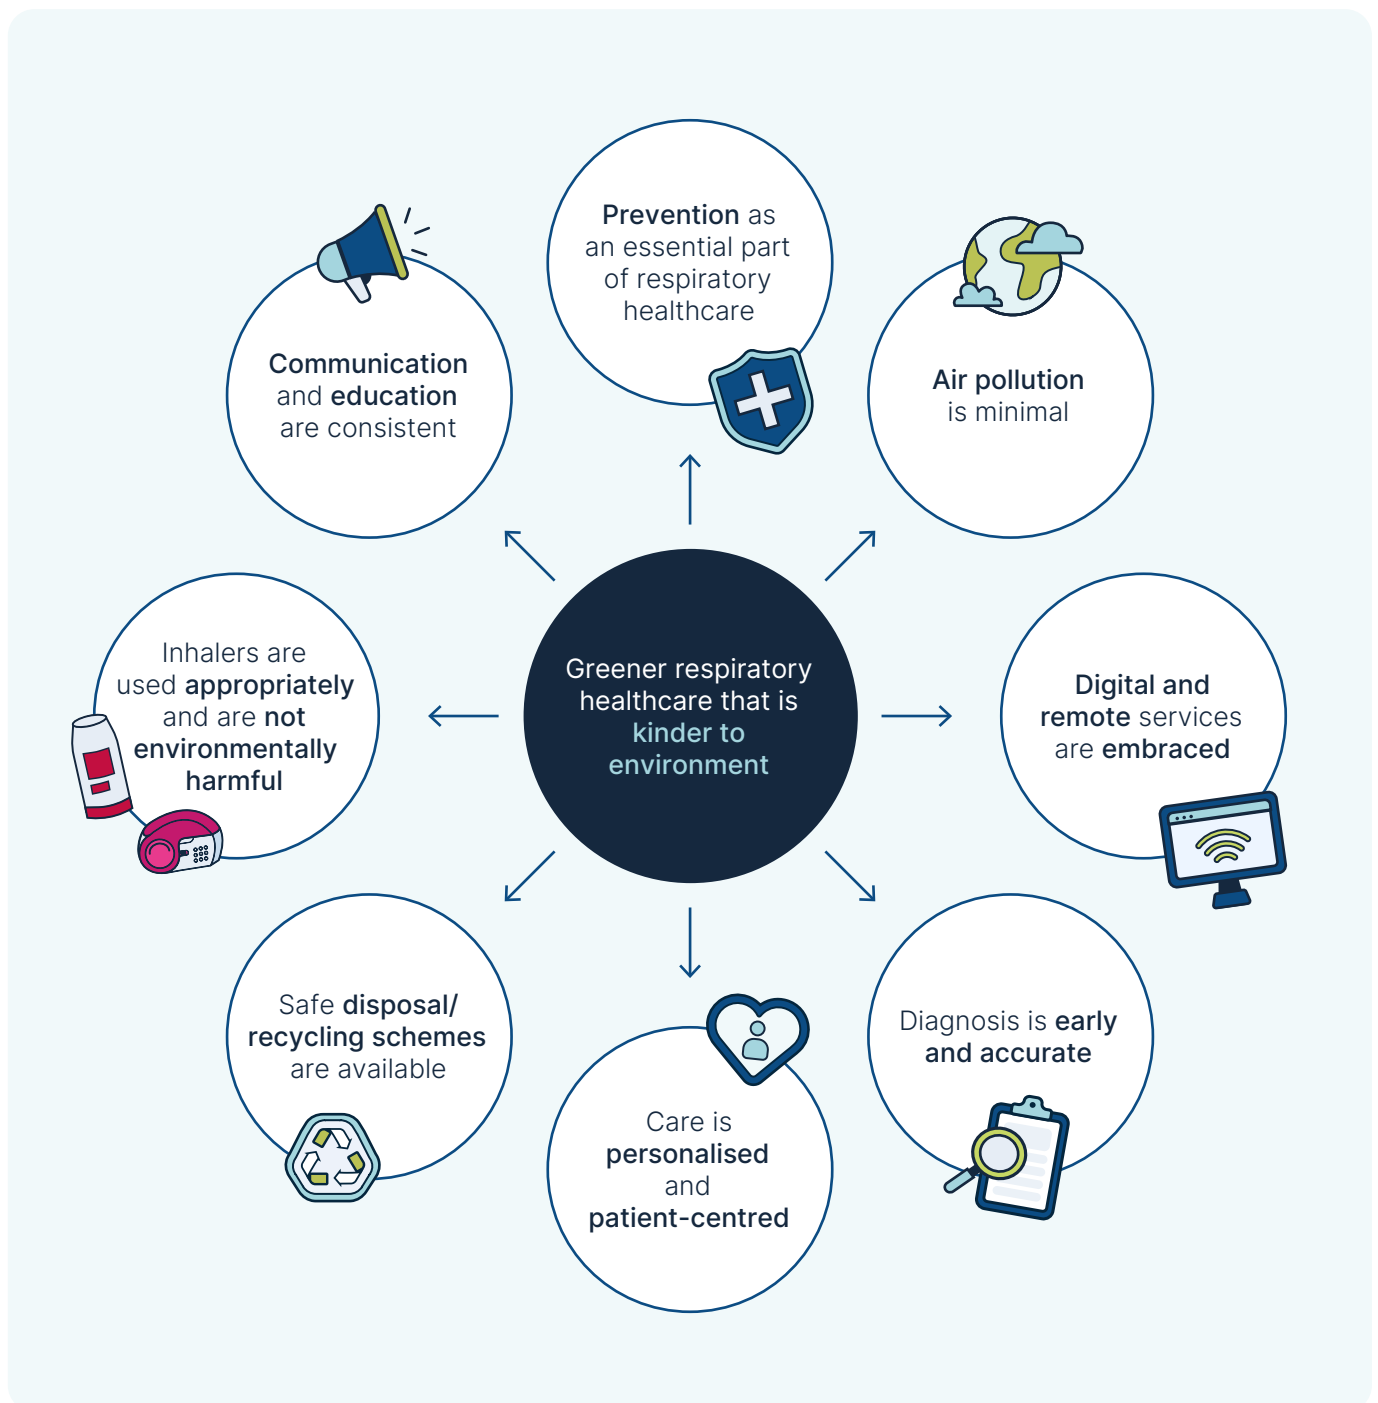 Prevention as
an essential part
of respiratory
healthcare
Communication
and education
are consistent
Air pollution
is minimal
Inhalers are
used appropriately
and are not
environmentally
harmful
Greener respiratory
healthcare that is
kinder to
environment
Digital and
remote services
are embraced
Safe disposal/
recycling schemes
are available
Diagnosis is early
and accurate
Care is
personalised
and
patient-centred